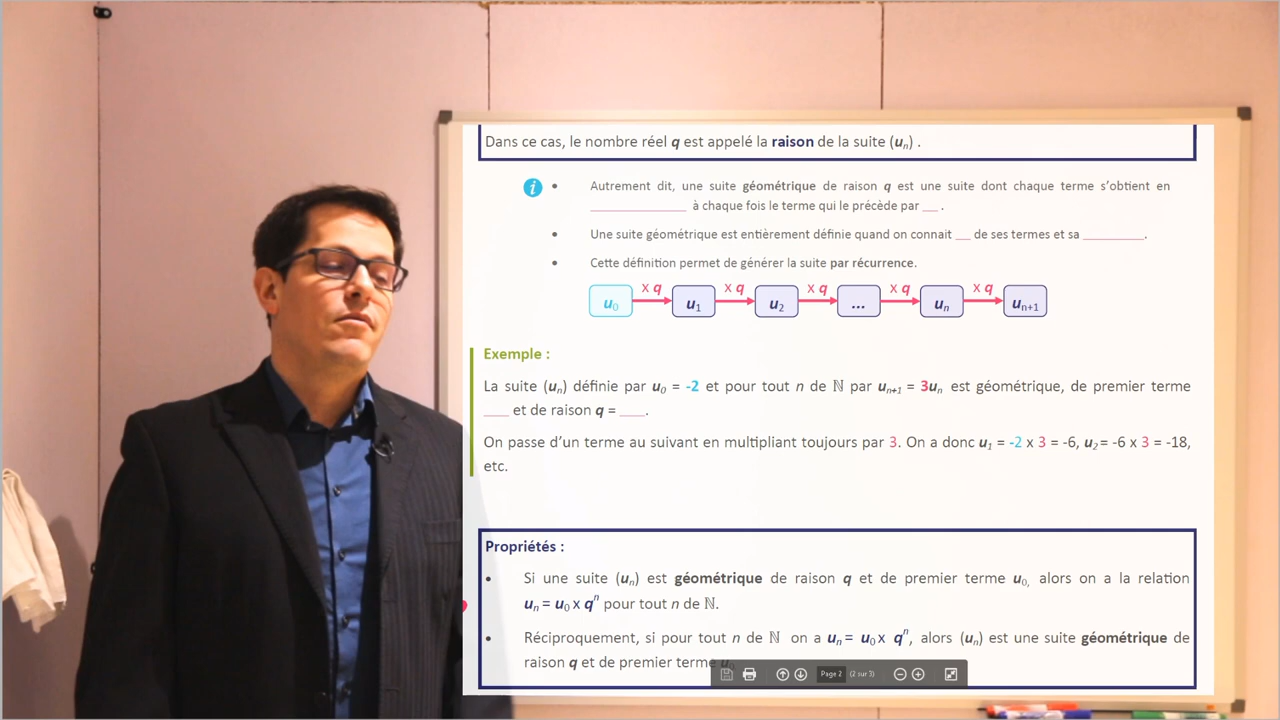 Dans ce cas, le nombre réel q est appelé la raison de la suite (un) .
i
• Autrement dit, une suite géométrique de raison q est une suite dont chaque terme s’obtient en
______________ à chaque fois le terme qui le précède par __ .
• Une suite géométrique est entièrement définie quand on connait __ de ses termes et sa _________.
• Cette définition permet de générer la suite par récurrence.
x q x q x q x q x q
u0 u1 u2 ... un un+1
Exemple :
La suite (un) définie par u0 = -2 et pour tout n de ℕ par un+1 = 3un est géométrique, de premier terme
____ et de raison q = ____.
On passe d’un terme au suivant en multipliant toujours par 3. On a donc u1 = -2 x 3 = -6, u2 = -6 x 3 = -18,
etc.
Propriétés :
• Si une suite (un) est géométrique de raison q et de premier terme u0, alors on a la relation
un = u0 x qⁿ pour tout n de ℕ.
• Réciproquement, si pour tout n de ℕ on a un = u0 x qⁿ, alors (un) est une suite géométrique de
raison q et de premier terme u0
Page 2 (2 sur 3)